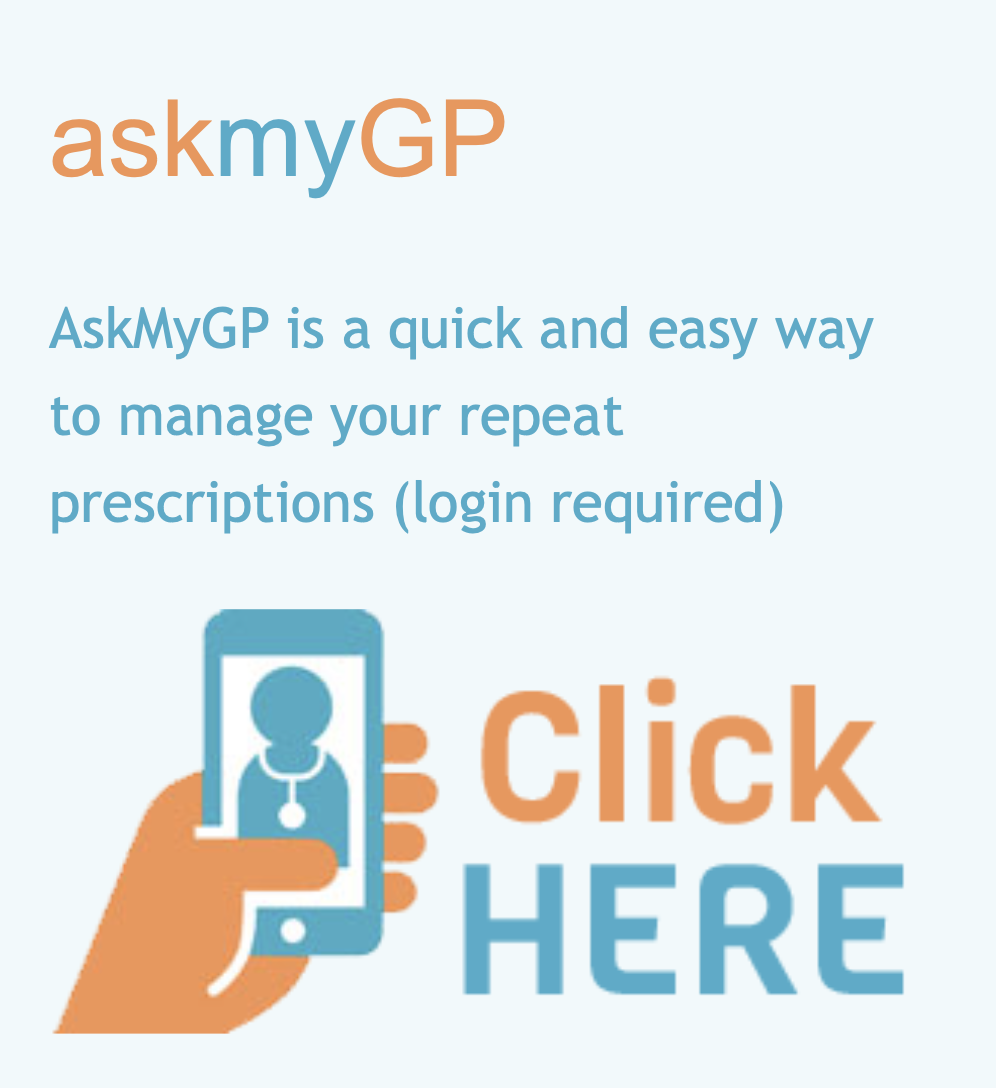 askmyGP
AskMyGP is a quick and easy way
to manage your repeat
prescriptions (login required)
Click
HERE